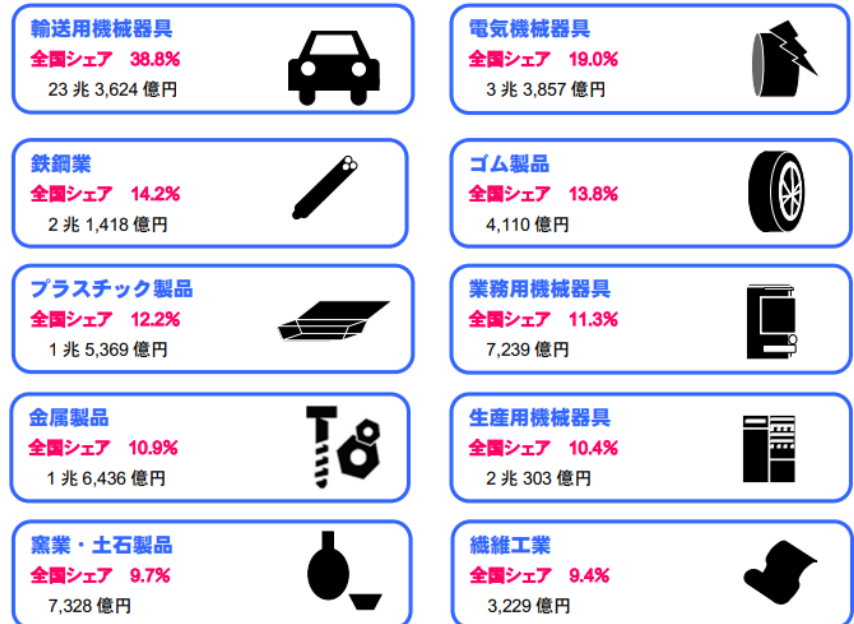 輸送用機械器具
全国シェア 38.8%
23 兆 3,624 億円
電気機械器具
全国シェア 19.0%
3 兆 3,857 億円
鉄鋼業
全国シェア 14.2%
2 兆 1,418 億円
ゴム製品
全国シェア 13.8%
4,110 億円
プラスチック製品
全国シェア 12.2%
1 兆 5,369 億円
業務用機械器具
全国シェア 11.3%
7,239 億円
金属製品
全国シェア 10.9%
1 兆 6,436 億円
生産用機械器具
全国シェア 10.4%
2 兆 303 億円
窯業・土石製品
全国シェア 9.7%
7,328 億円
繊維工業
全国シェア 9.4%
3,229 億円